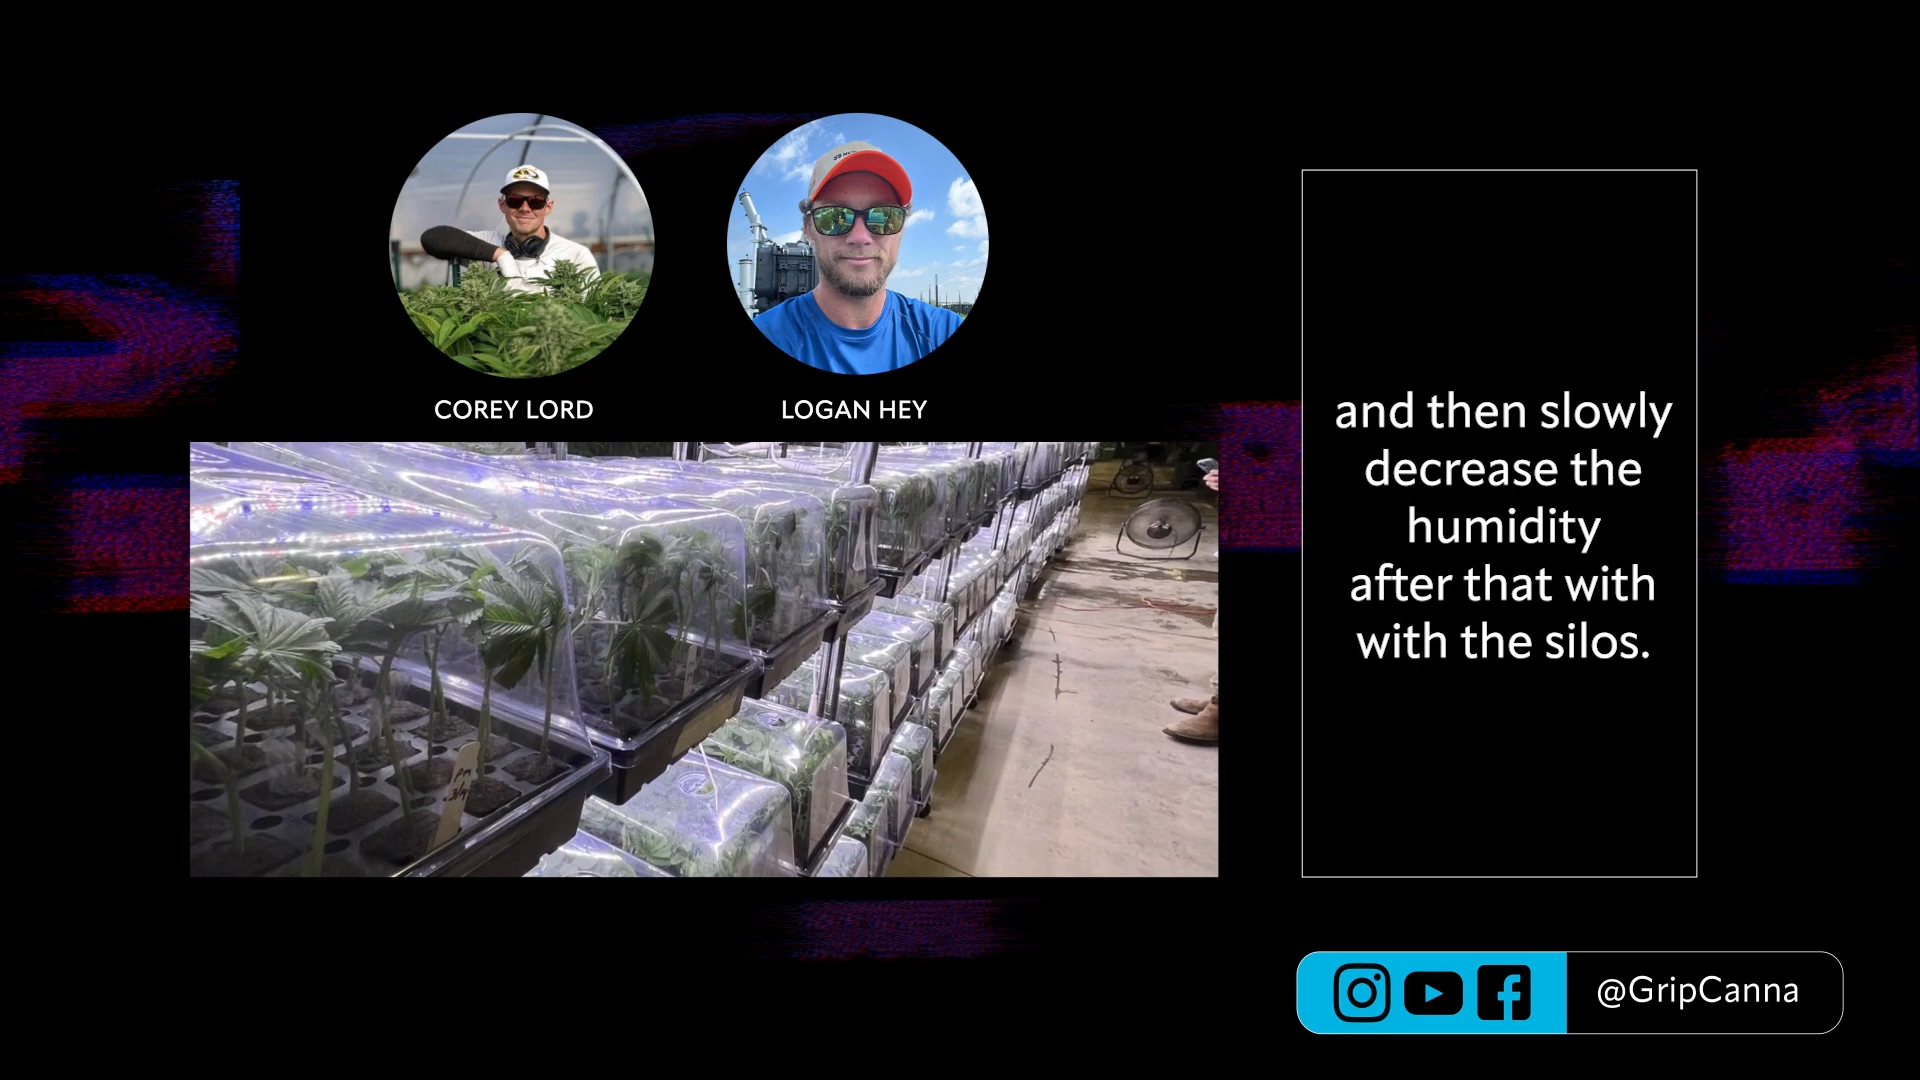 COREY LORD
LOGAN HEY
and then slowly
decrease the
humidity
after that with
with the silos.
@GripCanna